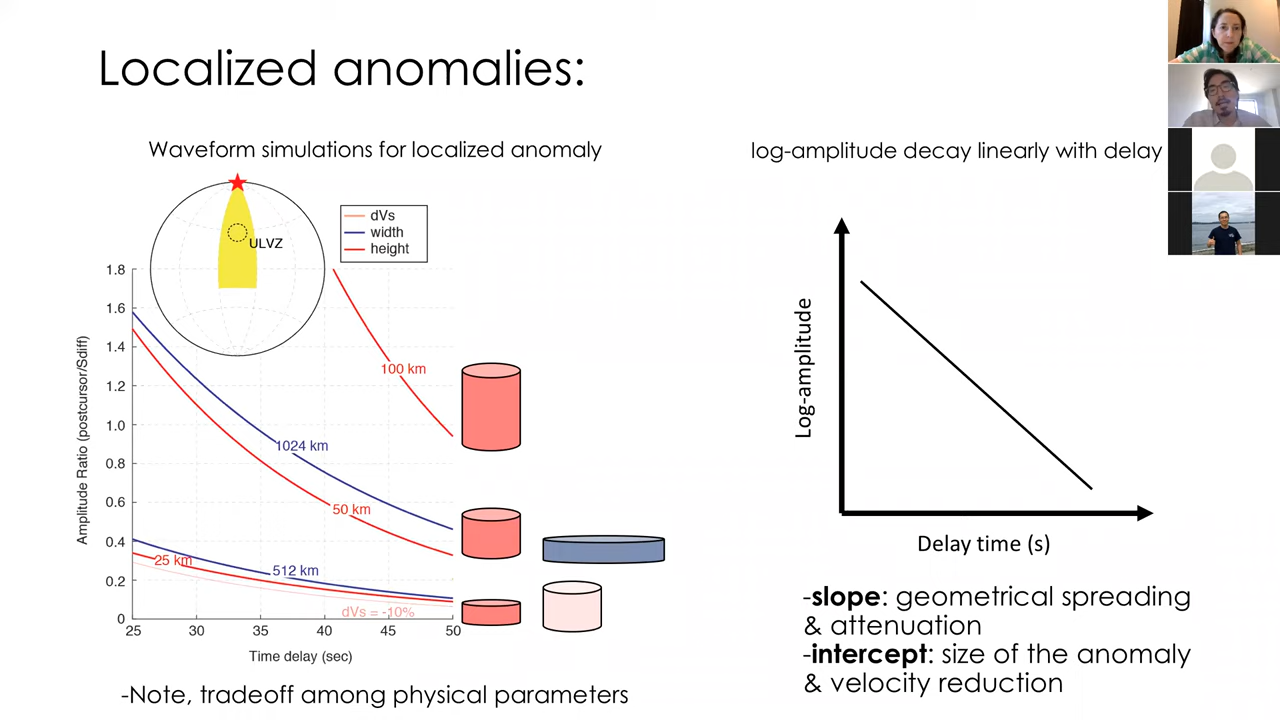 Localized anomalies:
Waveform simulations for localized anomaly
ULVZ
dVs
width
height
1.8
1.6
1.4
1.2
1.0
0.8
0.6
0.4
0.2
0
Amplitude Ratio (postcursor/Sdiff)
100 km
1024 km
50 km
25 km
512 km
dVs = -10%
25
30
35
40
45
50
Time delay (sec)
-Note, tradeoff among physical parameters
log-amplitude decay linearly with delay
Log-amplitude
Delay time (s)
-slope: geometrical spreading
& attenuation
-intercept: size of the anomaly
& velocity reduction